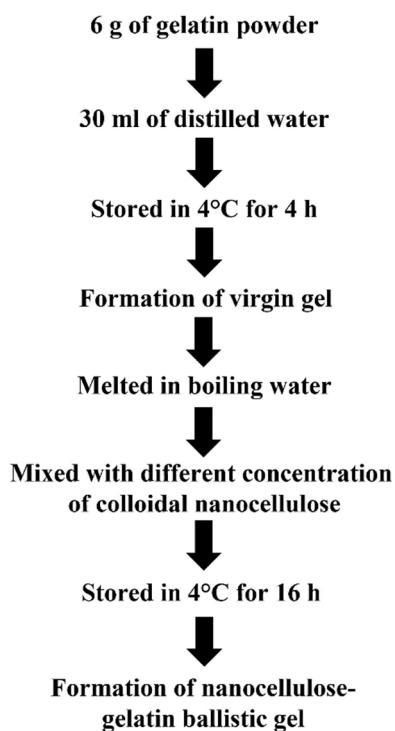 6 g of gelatin powder
30 ml of distilled water
Stored in 4°C for 4 h
Formation of virgin gel
Melted in boiling water
Mixed with different concentration
of colloidal nanocellulose
Stored in 4°C for 16 h
Formation of nanocellulose-
gelatin ballistic gel